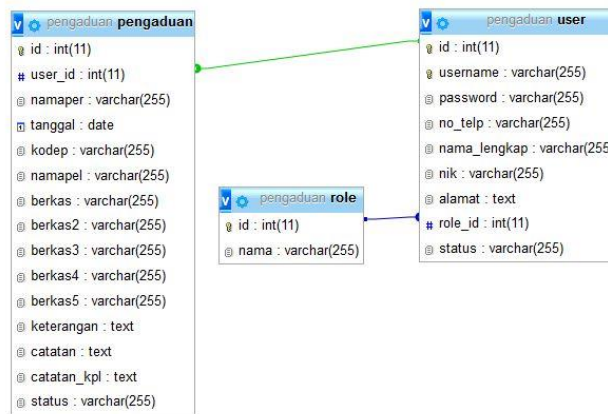 v pengaduan pengaduan
id : int(11)
# user_id : int(11)
namaper : varchar(255)
tanggal : date
kodep : varchar(255)
namapel : varchar(255)
berkas : varchar(255)
berkas2 : varchar(255)
berkas3 : varchar(255)
berkas4 : varchar(255)
berkas5 : varchar(255)
keterangan : text
catatan : text
catatan_kpl : text
status : varchar(255)
v pengaduan role
id : int(11)
nama : varchar(255)
v pengaduan user
id : int(11)
username : varchar(255)
password : varchar(255)
no_telp : varchar(255)
nama_lengkap : varchar(255
nik : varchar(255)
alamat : text
# role_id : int(11)
status : varchar(255)